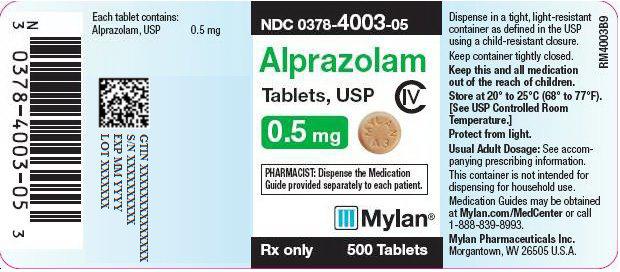 Each tablet contains:
Alprazolam, USP 0.5 mg
3 0378-4003-05 3
GTIN XXXXXXXXXXXXXX
S/N XXXXXXXXXX
EXP MM YYYY
LOT XXXXXXX
NDC 0378-4003-05
Alprazolam
Tablets, USP
CIV
0.5 mg
MYLAN
A3
PHARMACIST: Dispense the Medication
Guide provided separately to each patient.
Mylan®
Rx only 500 Tablets
Dispense in a tight, light-resistant
container as defined in the USP
using a child-resistant closure.
Keep container tightly closed.
Keep this and all medication
out of the reach of children.
Store at 20° to 25°C (68° to 77°F).
[See USP Controlled Room
Temperature.]
Protect from light.
Usual Adult Dosage: See accom-
panying prescribing information.
This container is not intended for
dispensing for household use.
Medication Guides may be obtained
at Mylan.com/MedCenter or call
1-888-839-8993.
Mylan Pharmaceuticals Inc.
Morgantown, WV 26505 U.S.A.
RM4003B9